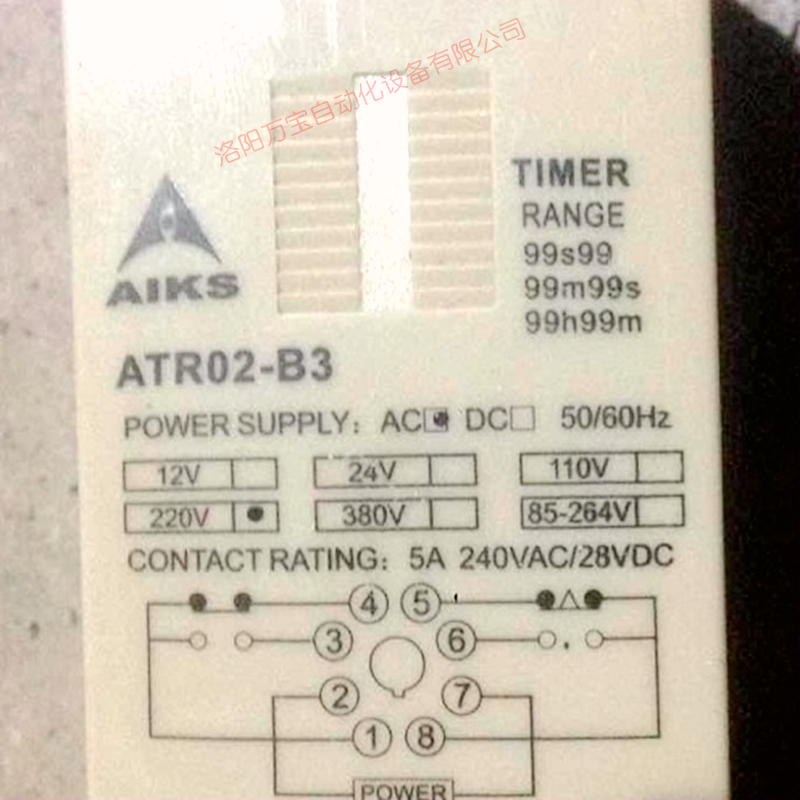 洛阳万宝自动化设备有限公司
TIMER
RANGE
99s99
99m99s
99h99m
AIKS
ATR02-B3
POWER SUPPLY: AC DC 50/60Hz
12V 24V 110V
220V 380V 85-264V
CONTACT RATING: 5A 240VAC/28VDC
4 5
3 6
2 7
1 8
POWER